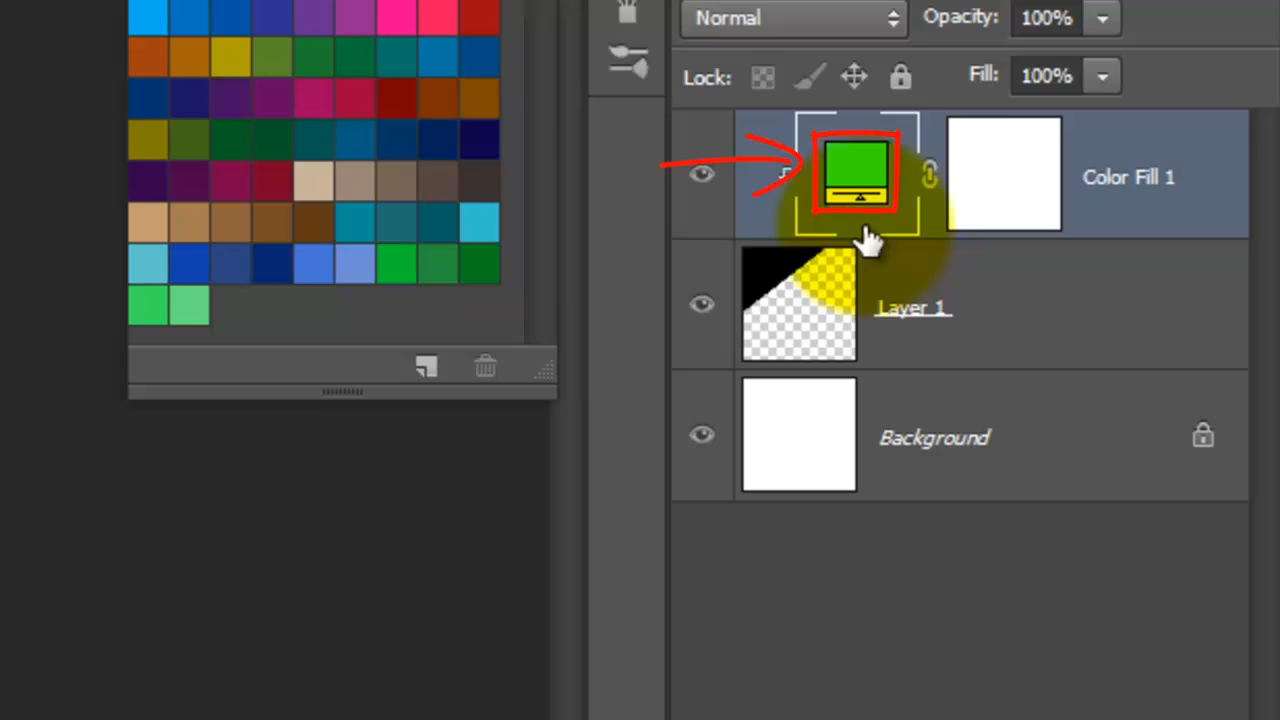 Normal Opacity: 100%
Lock: Fill: 100%
Color Fill 1
Layer 1
Background